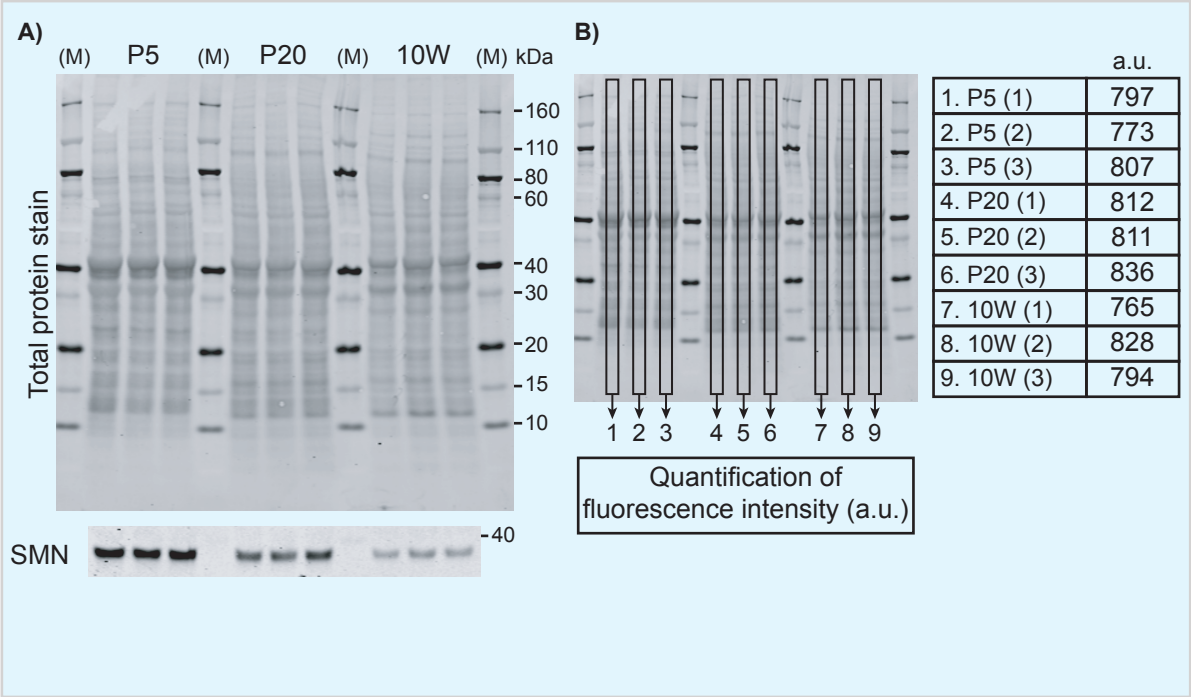 A)
(M) P5 (M) P20 (M) 10W (M) kDa
160
110
80
60
40
30
20
15
10
Total protein stain
SMN
40
B)
1 2 3 4 5 6 7 8 9
Quantification of
fluorescence intensity (a.u.)
a.u.
1. P5 (1) 797
2. P5 (2) 773
3. P5 (3) 807
4. P20 (1) 812
5. P20 (2) 811
6. P20 (3) 836
7. 10W (1) 765
8. 10W (2) 828
9. 10W (3) 794